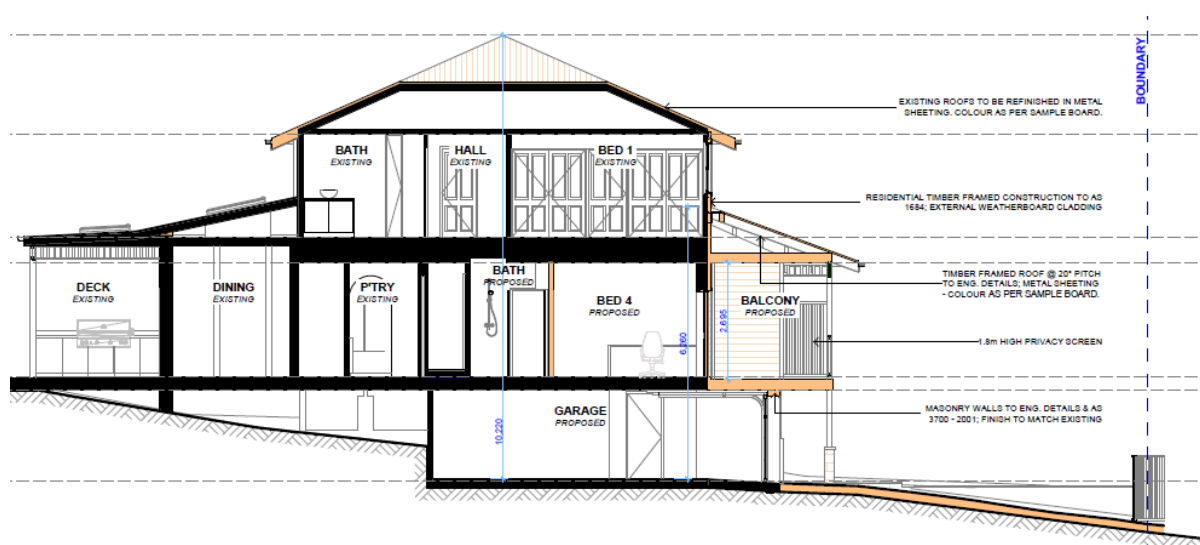 BOUNDARY
EXISTING ROOFS TO BE REFINISHED IN METAL
SHEETING. COLOUR AS PER SAMPLE BOARD.
BATH
EXISTING
HALL
EXISTING
BED 1
EXISTING
RESIDENTIAL TIMBER FRAMED CONSTRUCTION TO AS
1684; EXTERNAL WEATHERBOARD CLADDING
DECK
EXISTING
DINING
EXISTING
P'TRY
EXISTING
BATH
PROPOSED
BED 4
PROPOSED
BALCONY
PROPOSED
TIMBER FRAMED ROOF @ 20° PITCH
TO ENG. DETAILS; METAL SHEETING
- COLOUR AS PER SAMPLE BOARD.
2,695
6,260
1.8m HIGH PRIVACY SCREEN
GARAGE
PROPOSED
10,220
MASONRY WALLS TO ENG. DETAILS & AS
3700 - 2001; FINISH TO MATCH EXISTING